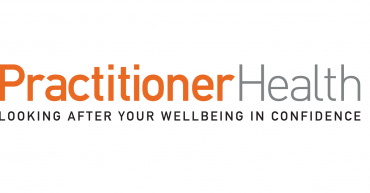 PractitionerHealth
LOOKING AFTER YOUR WELLBEING IN CONFIDENCE